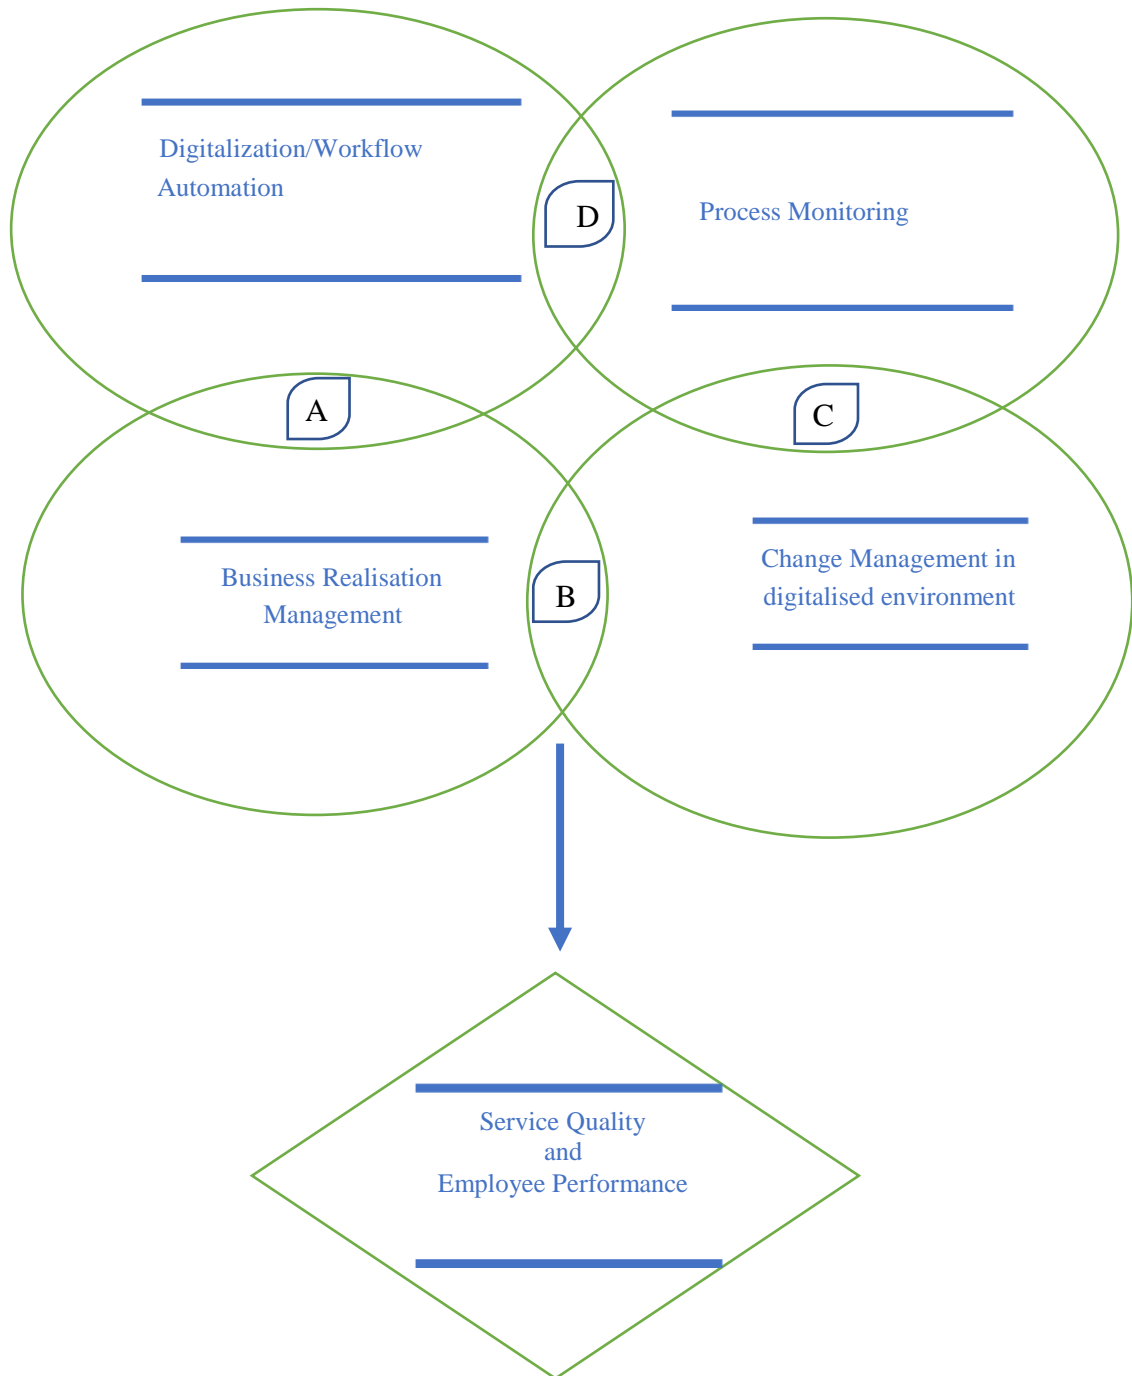 Digitalization/Workflow
Automation
D
Process Monitoring
A
C
Business Realisation
Management
B
Change Management in
digitalised environment
Service Quality
and
Employee Performance